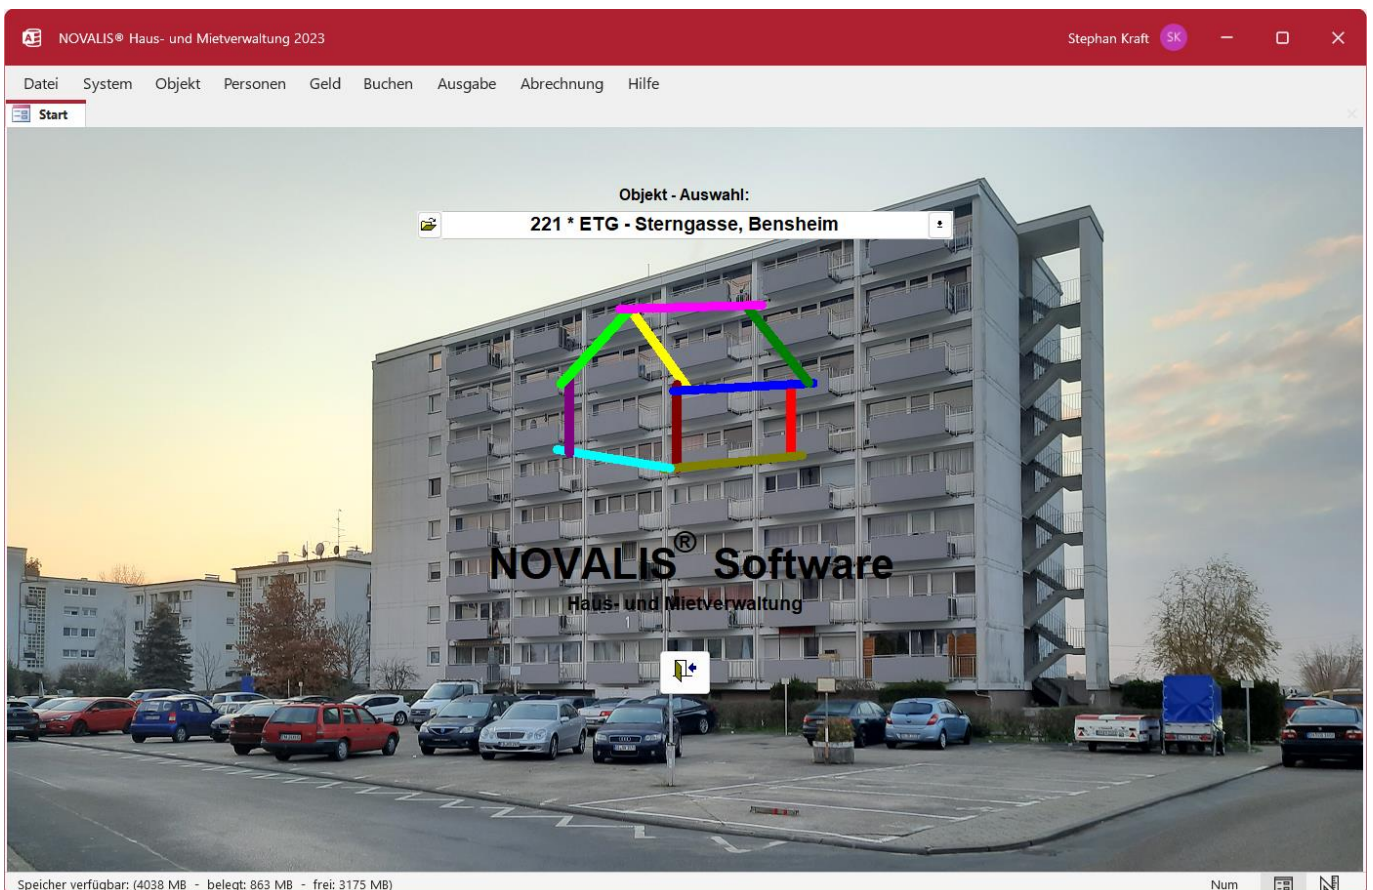 NOVALIS® Haus- und Mietverwaltung 2023
Stephan Kraft SK
Datei System Objekt Personen Geld Buchen Ausgabe Abrechnung Hilfe
Start
Objekt - Auswahl:
221 * ETG - Sterngasse, Bensheim
NOVALIS® Software
Haus- und Mietverwaltung
1
Speicher verfügbar: (4038 MB - belegt: 863 MB - frei: 3175 MB)
Num